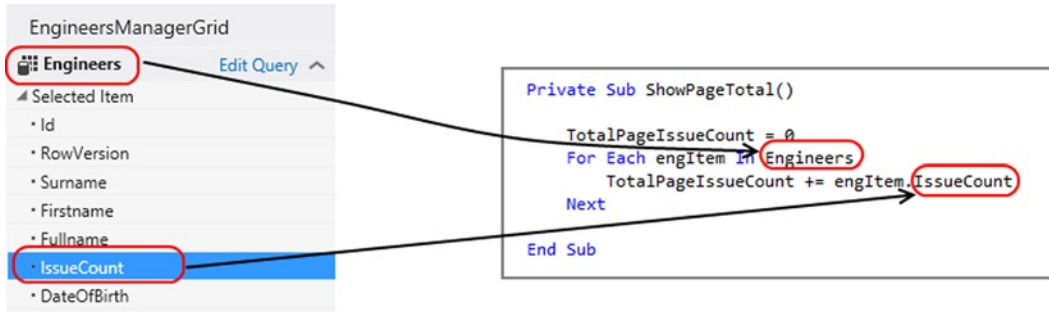 EngineersManagerGrid
Engineers Edit Query
Selected Item
• Id
• RowVersion
• Surname
• Firstname
• Fullname
• IssueCount
• DateOfBirth
Private Sub ShowPageTotal()
TotalPageIssueCount = 0
For Each engItem In Engineers
TotalPageIssueCount += engItem.IssueCount
Next
End Sub